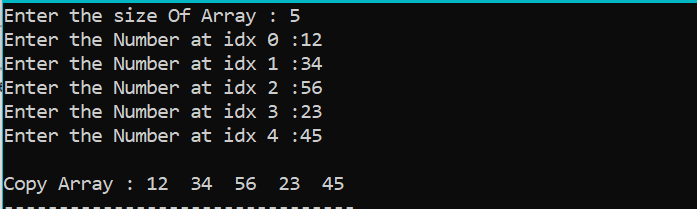 Enter the size Of Array : 5
Enter the Number at idx 0 :12
Enter the Number at idx 1 :34
Enter the Number at idx 2 :56
Enter the Number at idx 3 :23
Enter the Number at idx 4 :45
Copy Array : 12  34  56  23  45
--------------------------------